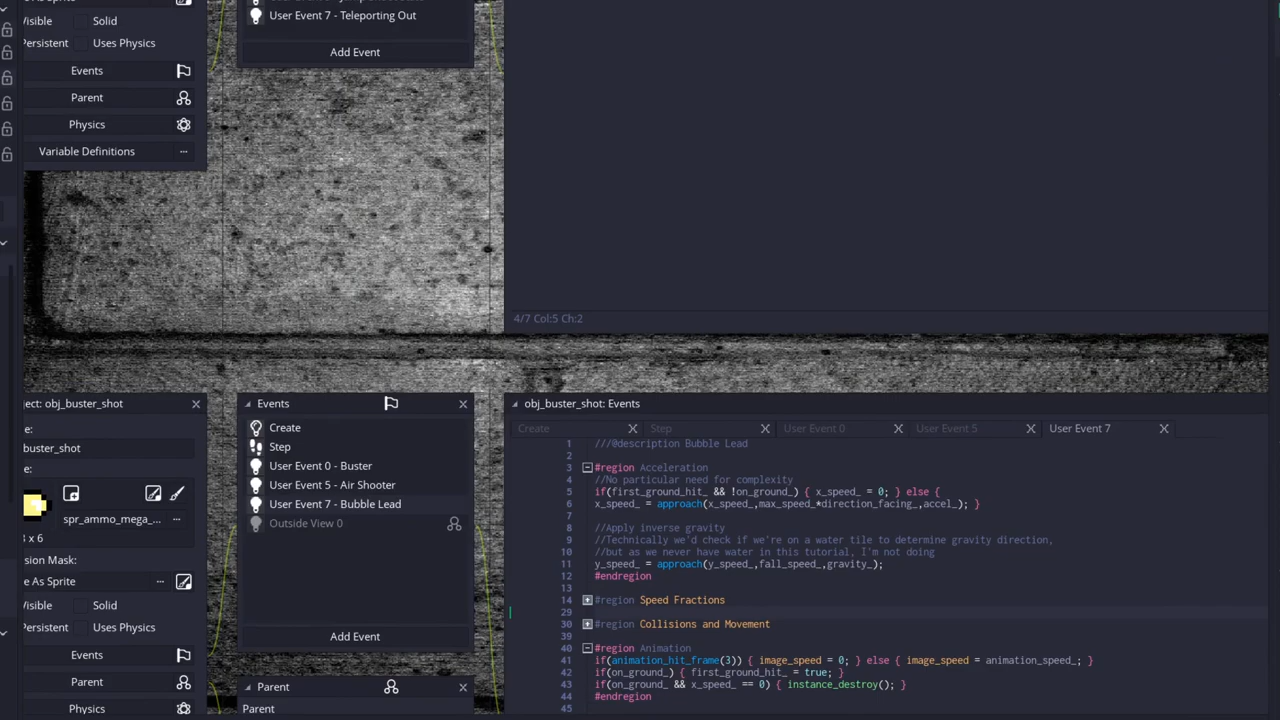 Visible Solid
Persistent Uses Physics
Events
Parent
Physics
Variable Definitions
User Event 7 - Teleporting Out
Add Event
4/7 Col:5 Ch:2
ject: obj_buster_shot
e:
buster_shot
e:
spr_ammo_mega_...
x 6
sion Mask:
e As Sprite
Visible Solid
Persistent Uses Physics
Events
Parent
Physics
Events
Create
Step
User Event 0 - Buster
User Event 5 - Air Shooter
User Event 7 - Bubble Lead
Outside View 0
Add Event
Parent
Parent
obj_buster_shot: Events
Create Step User Event 0 User Event 5 User Event 7
1 ///@description Bubble Lead
2
3 #region Acceleration
4 //No particular need for complexity
5 if(first_ground_hit_ && !on_ground_) { x_speed_ = 0; } else {
6 x_speed_ = approach(x_speed_,max_speed_*direction_facing_,accel_); }
7
8 //Apply inverse gravity
9 //Technically we'd check if we're on a water tile to determine gravity direction,
10 //but as we never have water in this tutorial, I'm not doing
11 y_speed_ = approach(y_speed_,fall_speed_,gravity_);
12 #endregion
13
14 #region Speed Fractions
29
30 #region Collisions and Movement
39
40 #region Animation
41 if(animation_hit_frame(3)) { image_speed = 0; } else { image_speed = animation_speed_; }
42 if(on_ground_) { first_ground_hit_ = true; }
43 if(on_ground_ && x_speed_ == 0) { instance_destroy(); }
44 #endregion
45